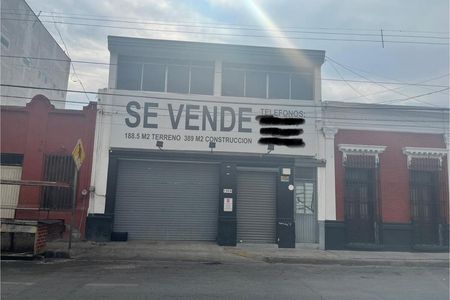 SE VENDE TELEFONOS:
188.5 M2 TERRENO 389 M2 CONSTRUCCION